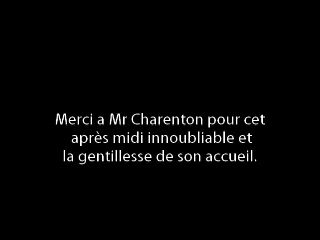 Merci a Mr Charenton pour cet
après midi innoubliable et
la gentillesse de son accueil.